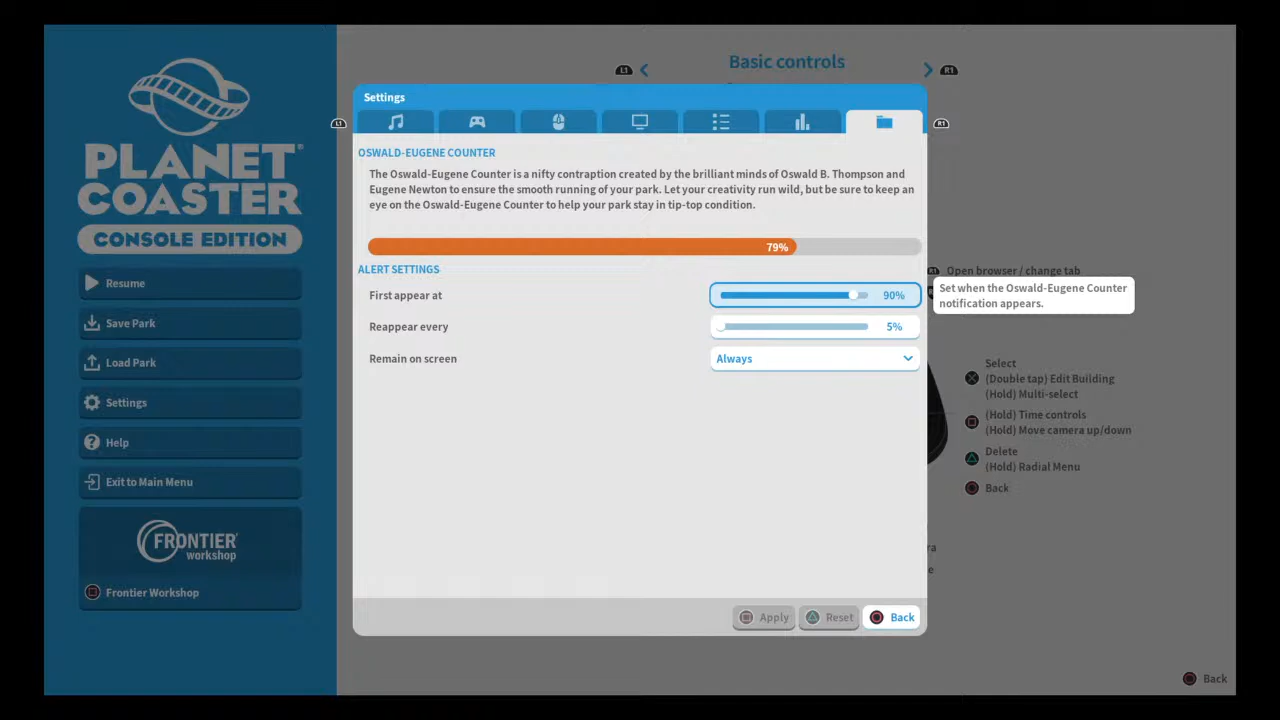 PLANET
COASTER
CONSOLE EDITION
Resume
Save Park
Load Park
Settings
Help
Exit to Main Menu
FRONTIER
workshop
Frontier Workshop
L1
Basic controls
R1
Settings
L1
R1
OSWALD-EUGENE COUNTER
The Oswald-Eugene Counter is a nifty contraption created by the brilliant minds of Oswald B. Thompson and
Eugene Newton to ensure the smooth running of your park. Let your creativity run wild, but be sure to keep an
eye on the Oswald-Eugene Counter to help your park stay in tip-top condition.
79%
ALERT SETTINGS
First appear at
90%
Reappear every
5%
Remain on screen
Always
Apply
Reset
Back
R1 Open browser / change tab
Set when the Oswald-Eugene Counter
notification appears.
Select
(Double tap) Edit Building
(Hold) Multi-select
(Hold) Time controls
(Hold) Move camera up/down
Delete
(Hold) Radial Menu
Back
ra
e
Back